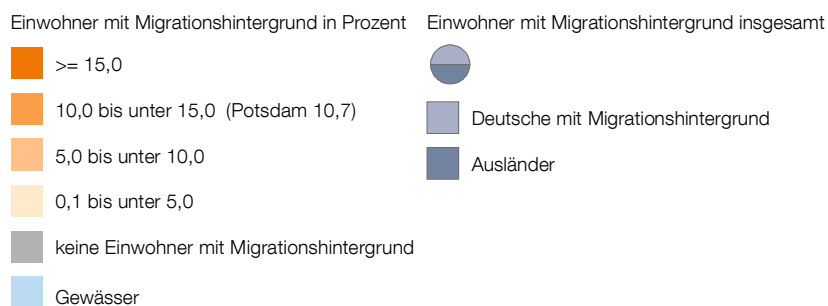 Einwohner mit Migrationshintergrund in Prozent
>= 15,0
10,0 bis unter 15,0 (Potsdam 10,7)
5,0 bis unter 10,0
0,1 bis unter 5,0
keine Einwohner mit Migrationshintergrund
Gewässer
Einwohner mit Migrationshintergrund insgesamt
Deutsche mit Migrationshintergrund
Ausländer